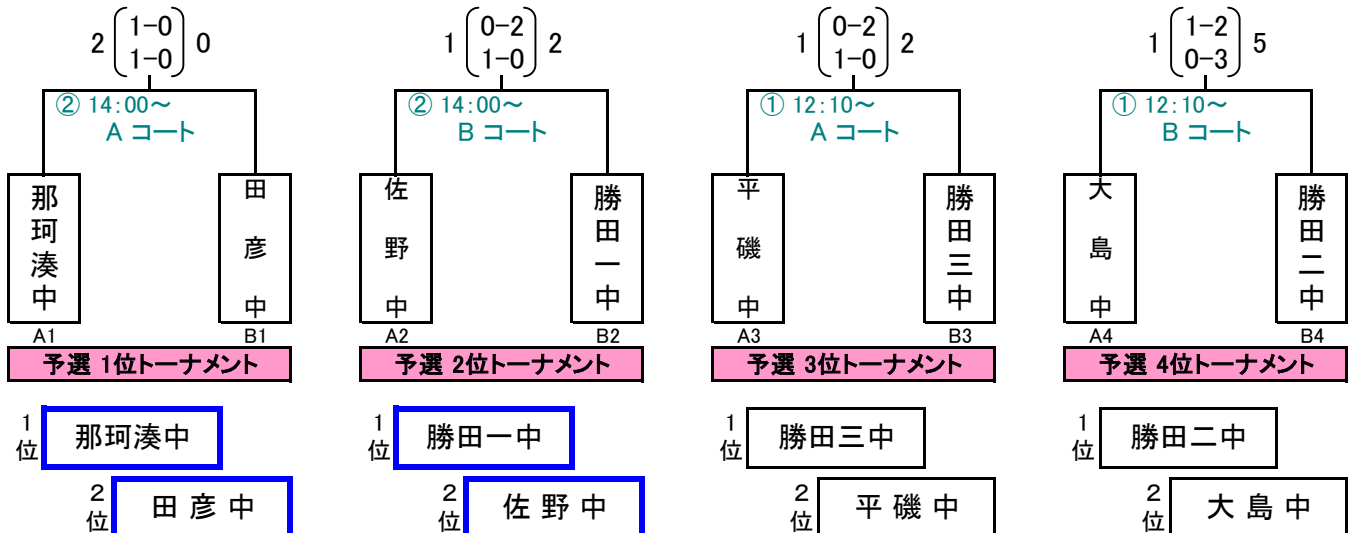 2 1-0 0
1-0
② 14:00～
A コート
那珂湊中
田彦中
A1 B1
予選 1位トーナメント
1位 那珂湊中
2位 田彦中
1 0-2 2
1-0
② 14:00～
B コート
佐野中
勝田一中
A2 B2
予選 2位トーナメント
1位 勝田一中
2位 佐野中
1 0-2 2
1-0
① 12:10～
A コート
平磯中
勝田三中
A3 B3
予選 3位トーナメント
1位 勝田三中
2位 平磯中
1 1-2 5
0-3
① 12:10～
B コート
大島中
勝田二中
A4 B4
予選 4位トーナメント
1位 勝田二中
2位 大島中